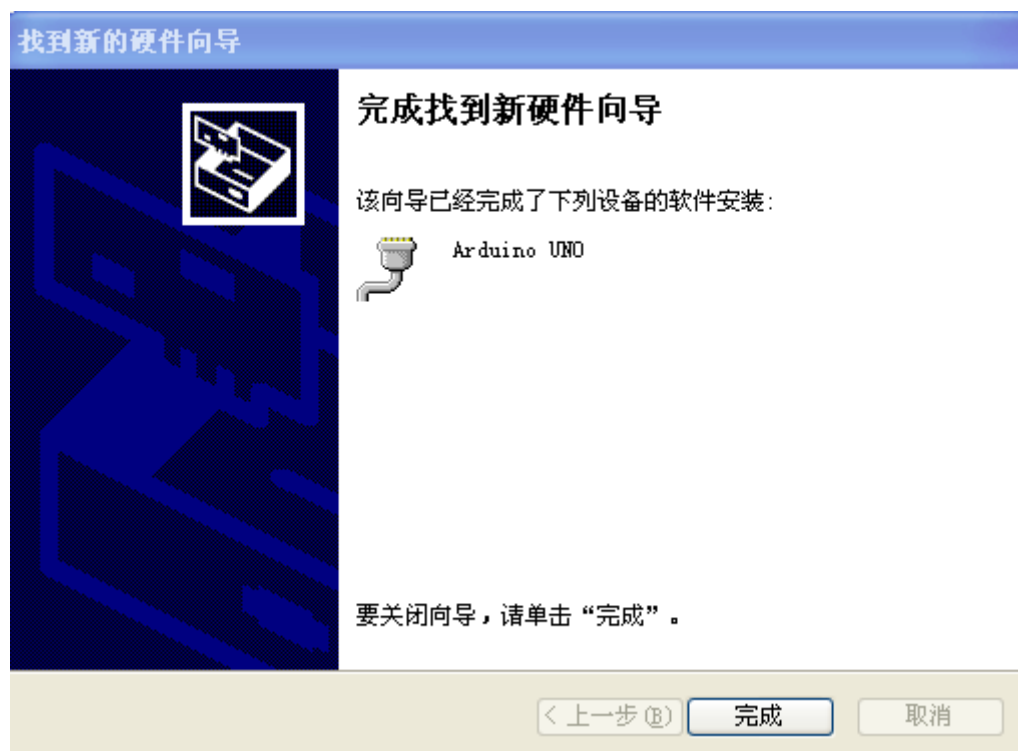 找到新的硬件向导
完成找到新硬件向导
该向导已经完成了下列设备的软件安装:
Arduino UNO
要关闭向导，请单击“完成”。
< 上一步(B)
完成
取消